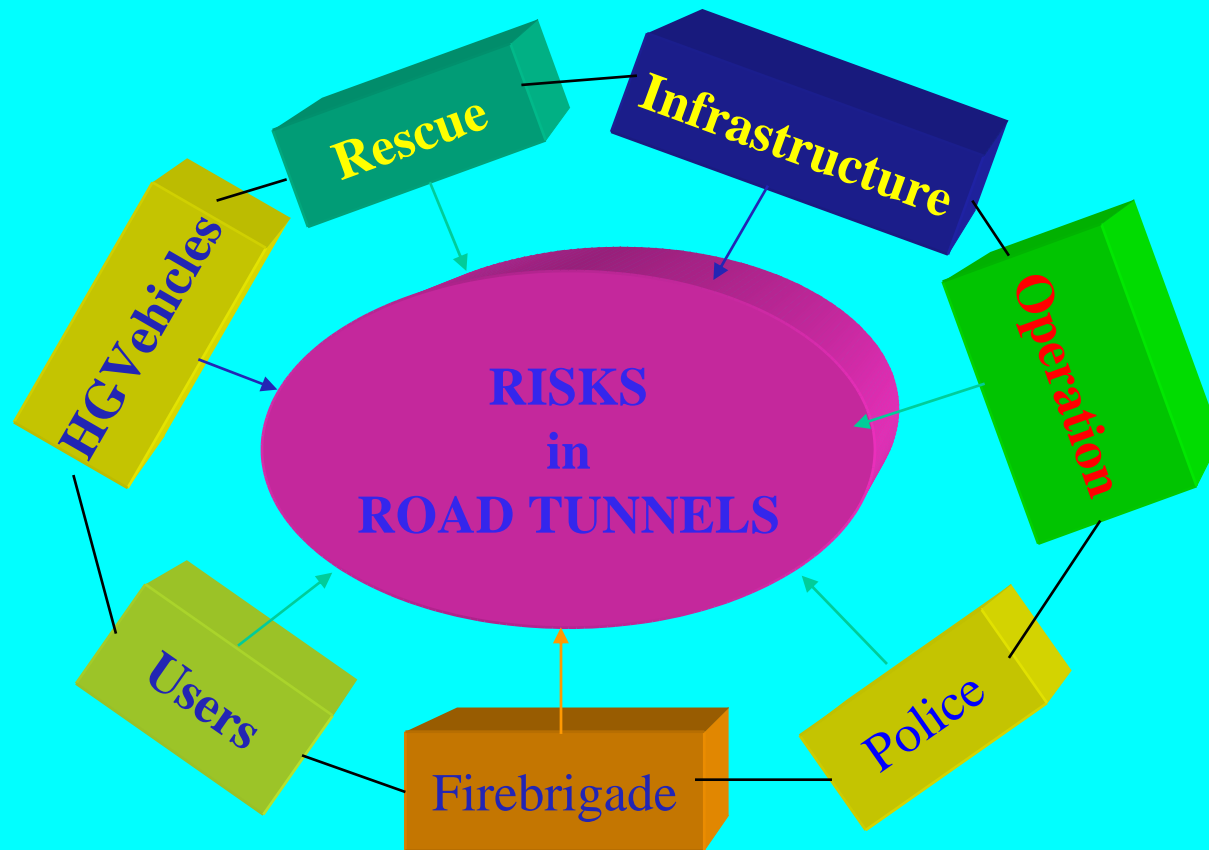 Rescue
Infrastructure
HGVehicles
Operation
RISKS
in
ROAD TUNNELS
Users
Police
Firebrigade